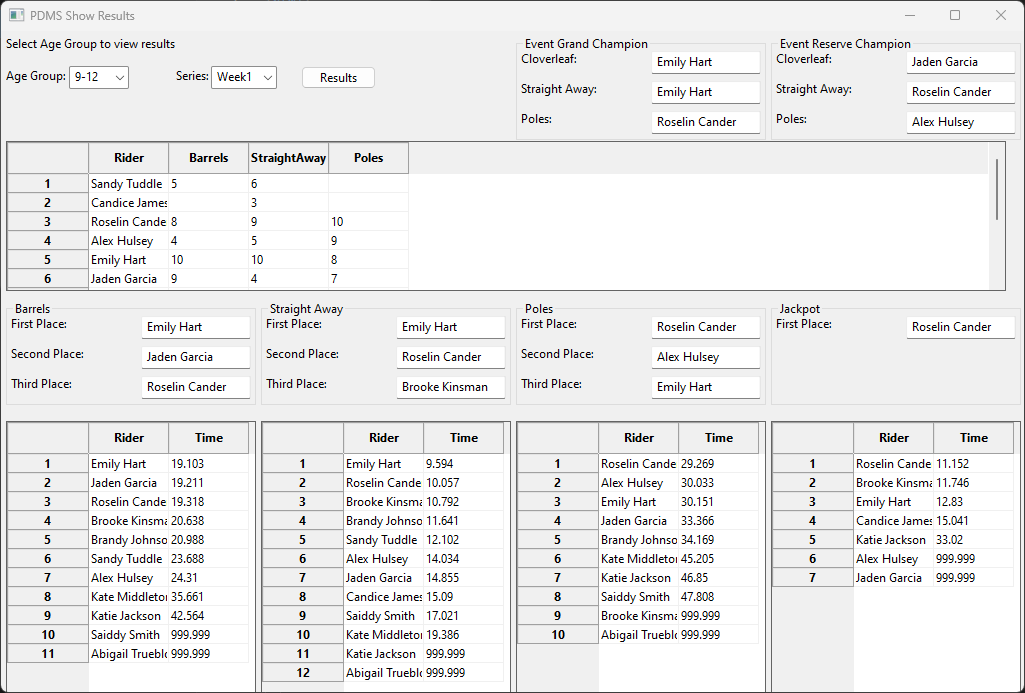 PDMS Show Results
Select Age Group to view results
Age Group: 9-12 Series: Week1 Results
Event Grand Champion
Cloverleaf: Emily Hart
Straight Away: Emily Hart
Poles: Roselin Cander
Event Reserve Champion
Cloverleaf: Jaden Garcia
Straight Away: Roselin Cander
Poles: Alex Hulsey
Rider Barrels StraightAway Poles
1 Sandy Tuddle 5 6
2 Candice James 3
3 Roselin Cande 8 9 10
4 Alex Hulsey 4 5 9
5 Emily Hart 10 10 8
6 Jaden Garcia 9 4 7
Barrels
First Place: Emily Hart
Second Place: Jaden Garcia
Third Place: Roselin Cander
Straight Away
First Place: Emily Hart
Second Place: Roselin Cander
Third Place: Brooke Kinsman
Poles
First Place: Roselin Cander
Second Place: Alex Hulsey
Third Place: Emily Hart
Jackpot
First Place: Roselin Cander
Rider Time
1 Emily Hart 19.103
2 Jaden Garcia 19.211
3 Roselin Cande 19.318
4 Brooke Kinsma 20.638
5 Brandy Johnso 20.988
6 Sandy Tuddle 23.688
7 Alex Hulsey 24.31
8 Kate Middleto 35.661
9 Katie Jackson 42.564
10 Saiddy Smith 999.999
11 Abigail Truebl 999.999
Rider Time
1 Emily Hart 9.594
2 Roselin Cande 10.057
3 Brooke Kinsma 10.792
4 Brandy Johnso 11.641
5 Sandy Tuddle 12.102
6 Alex Hulsey 14.034
7 Jaden Garcia 14.855
8 Candice James 15.09
9 Saiddy Smith 17.021
10 Kate Middleto 19.386
11 Katie Jackson 999.999
12 Abigail Truebl 999.999
Rider Time
1 Roselin Cande 29.269
2 Alex Hulsey 30.033
3 Emily Hart 30.151
4 Jaden Garcia 33.366
5 Brandy Johnso 34.169
6 Kate Middleto 45.205
7 Katie Jackson 46.85
8 Saiddy Smith 47.808
9 Brooke Kinsma 999.999
10 Abigail Truebl 999.999
Rider Time
1 Roselin Cande 11.152
2 Brooke Kinsma 11.746
3 Emily Hart 12.83
4 Candice James 15.041
5 Katie Jackson 33.02
6 Alex Hulsey 999.999
7 Jaden Garcia 999.999